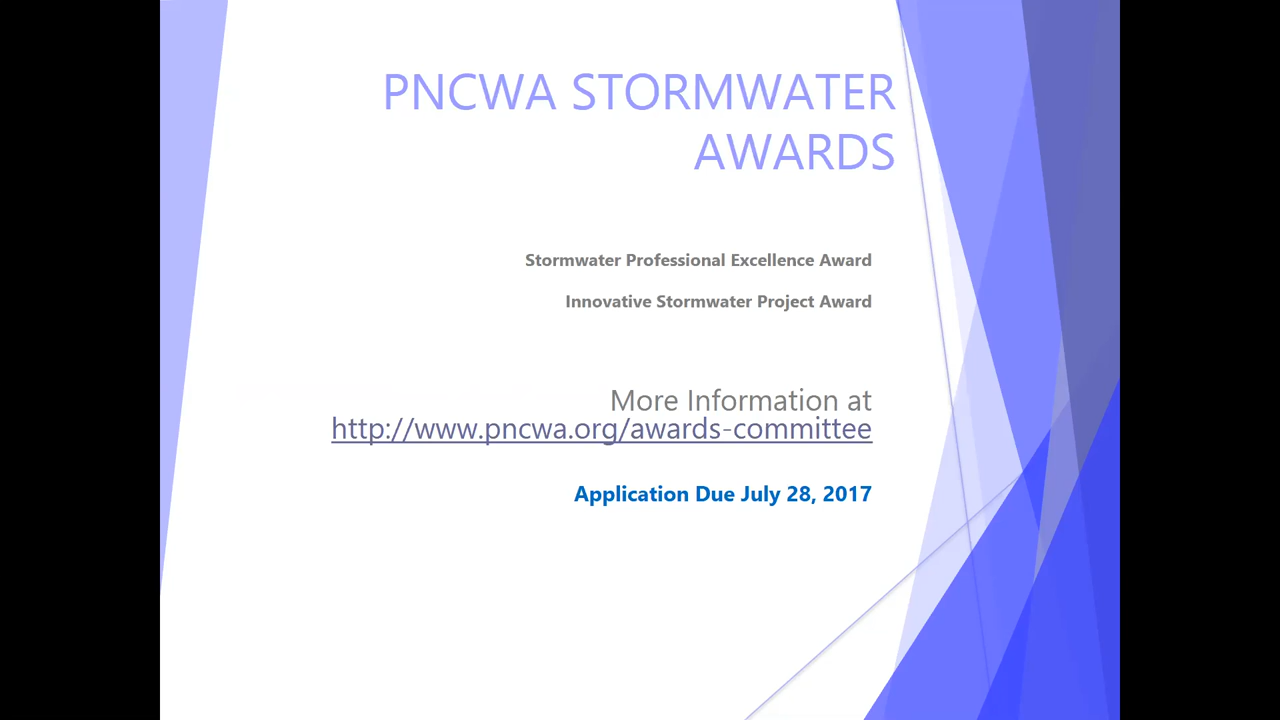 PNCWA STORMWATER
AWARDS
Stormwater Professional Excellence Award
Innovative Stormwater Project Award
More Information at
http://www.pncwa.org/awards-committee
Application Due July 28, 2017